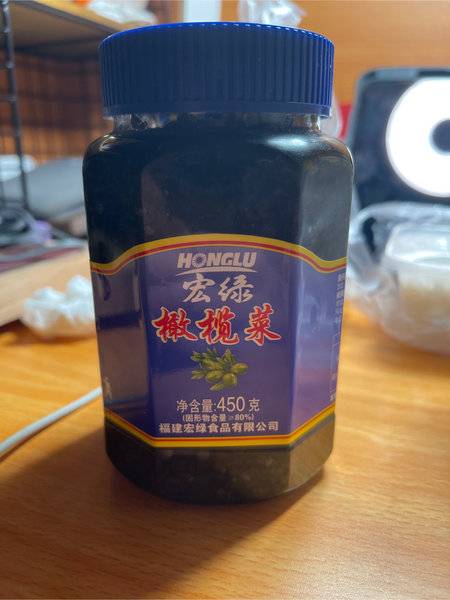 HONGLU
宏绿
橄榄菜
净含量:450克
(固形物含量≥80%)
福建宏绿食品有限公司